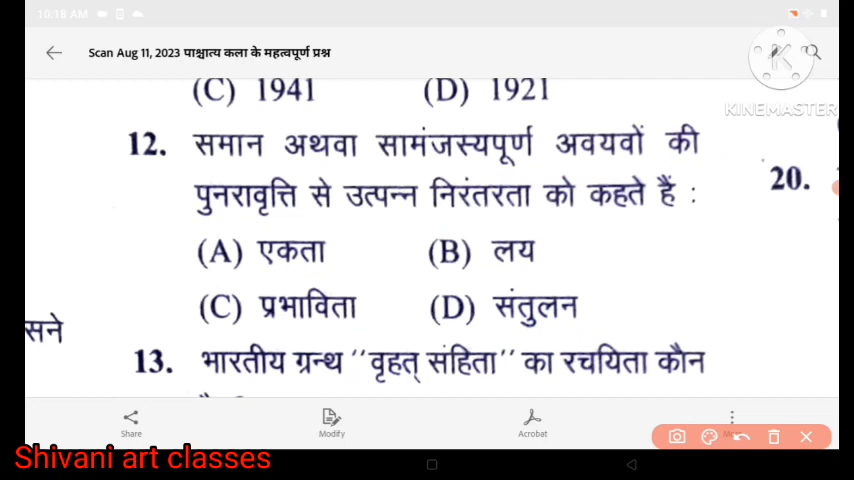 10:18 AM
Scan Aug 11, 2023 पाश्चात्य कला के महत्वपूर्ण प्रश्न
KINEMASTER
(C) 1941 (D) 1921
12. समान अथवा सामंजस्यपूर्ण अवयवों की
पुनरावृत्ति से उत्पन्न निरंतरता को कहते हैं :
(A) एकता (B) लय
(C) प्रभाविता (D) संतुलन
13. भारतीय ग्रन्थ ''वृहत् संहिता'' का रचयिता कौन
20.
सने
Share Modify Acrobat
Shivani art classes